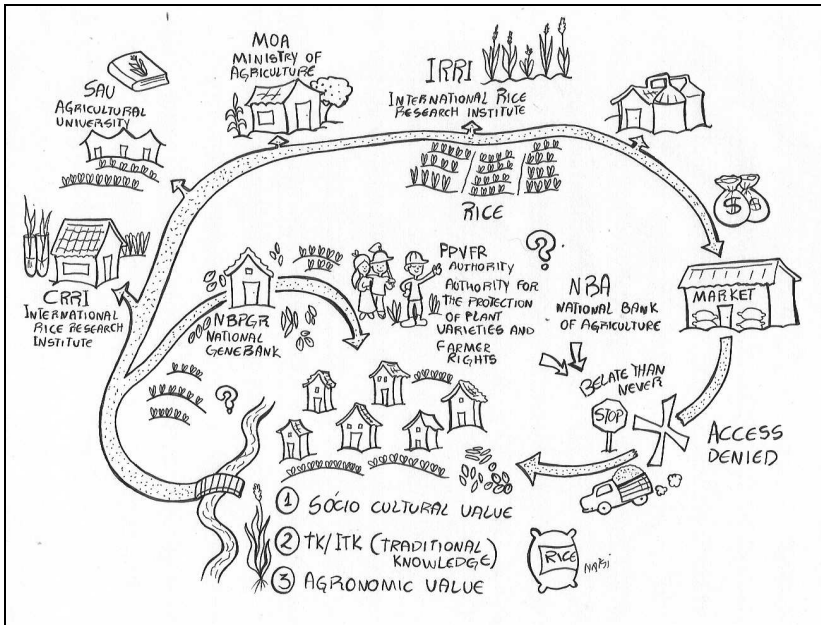 SAU
AGRICULTURAL
UNIVERSITY
MOA
MINISTRY OF
AGRICULTURE
IRRI
INTERNATIONAL RICE
RESEARCH INSTITUTE
RICE
$ $
CRRI
INTERNATIONAL
RICE RESEARCH
INSTITUTE
NBPGR
NATIONAL
GENEBANK
PPVFR
AUTHORITY
AUTHORITY FOR
THE PROTECTION
OF PLANT
VARIETIES AND
FARMER
RIGHTS
?
NBA
NATIONAL BANK
OF AGRICULTURE
MARKET
BELATE THAN
NEVER
STOP
ACCESS
DENIED
?
1 SÓCIO CULTURAL VALUE
2 TK/ITK (TRADITIONAL
KNOWLEDGE)
3 AGRONOMIC VALUE
RICE